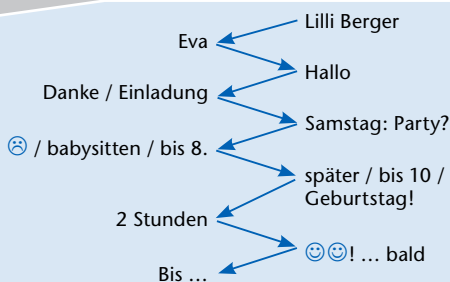 Lilli Berger
Eva
Hallo
Danke / Einladung
Samstag: Party?
☹ / babysitten / bis 8.
später / bis 10 /
Geburtstag!
2 Stunden
☺☺! … bald
Bis …